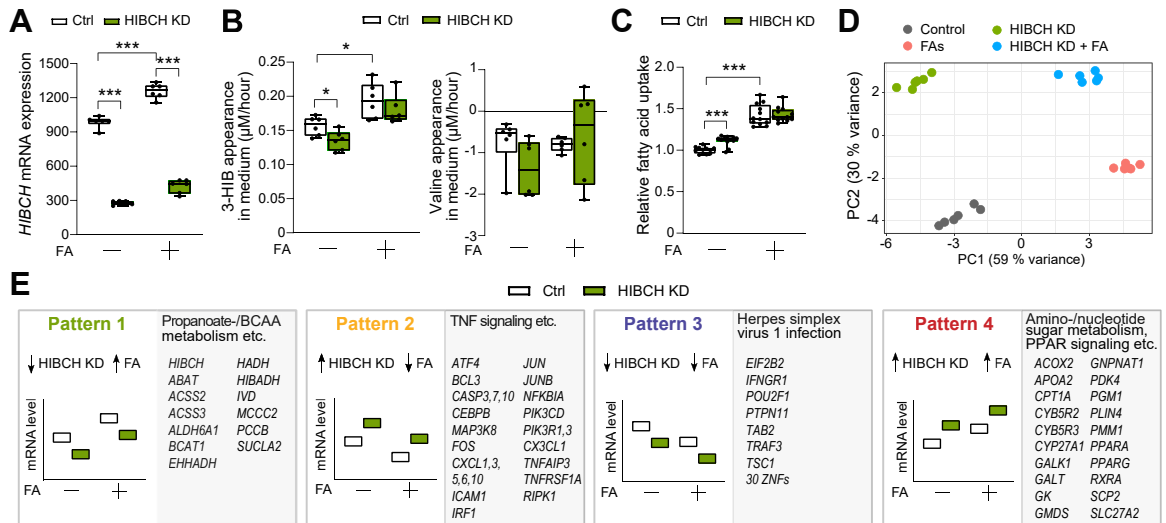 A
Ctrl HIBCH KD
HIBCH mRNA expression
1500
1200
900
600
300
0
***
***
***
FA — +
B
Ctrl HIBCH KD
3-HIB appearance
in medium (µM/hour)
0.25
0.20
0.15
0.10
0.05
0
*
*
FA — +
Valine appearance
in medium (µM/hour)
1
0
-1
-2
-3
— +
C
Ctrl HIBCH KD
Relative fatty acid uptake
2.0
1.5
1.0
0.5
0
***
***
FA — +
D
Control HIBCH KD
FAs HIBCH KD + FA
PC2 (30 % variance)
2
0
-2
-4
-6 -3 0 3
PC1 (59 % variance)
E
Ctrl HIBCH KD
Pattern 1
↓ HIBCH KD ↑ FA
mRNA level
FA — +
Propanoate-/BCAA
metabolism etc.
HIBCH HADH
ABAT HIBADH
ACSS2 IVD
ACSS3 MCCC2
ALDH6A1 PCCB
BCAT1 SUCLA2
EHHADH
Pattern 2
↑ HIBCH KD ↓ FA
mRNA level
FA — +
TNF signaling etc.
ATF4 JUN
BCL3 JUNB
CASP3,7,10 NFKBIA
CEBPB PIK3CD
MAP3K8 PIK3R1,3
FOS CX3CL1
CXCL1,3, TNFAIP3
5,6,10 TNFRSF1A
ICAM1 RIPK1
IRF1
Pattern 3
↓ HIBCH KD ↓ FA
mRNA level
FA — +
Herpes simplex
virus 1 infection
EIF2B2
IFNGR1
POU2F1
PTPN11
TAB2
TRAF3
TSC1
30 ZNFs
Pattern 4
↑ HIBCH KD ↑ FA
mRNA level
FA — +
Amino-/nucleotide
sugar metabolism,
PPAR signaling etc.
ACOX2 GNPNAT1
APOA2 PDK4
CPT1A PGM1
CYB5R2 PLIN4
CYB5R3 PMM1
CYP27A1 PPARA
GALK1 PPARG
GALT RXRA
GK SCP2
GMDS SLC27A2